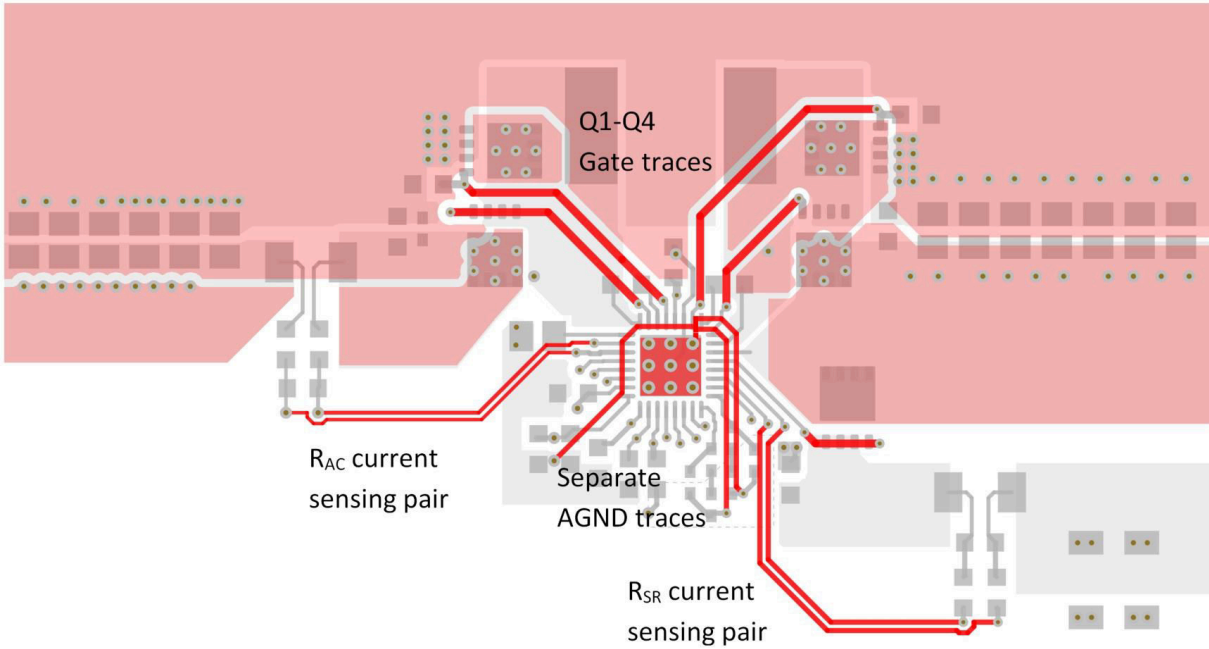 Q1-Q4
Gate traces
RAC current
sensing pair
Separate
AGND traces
RSR current
sensing pair